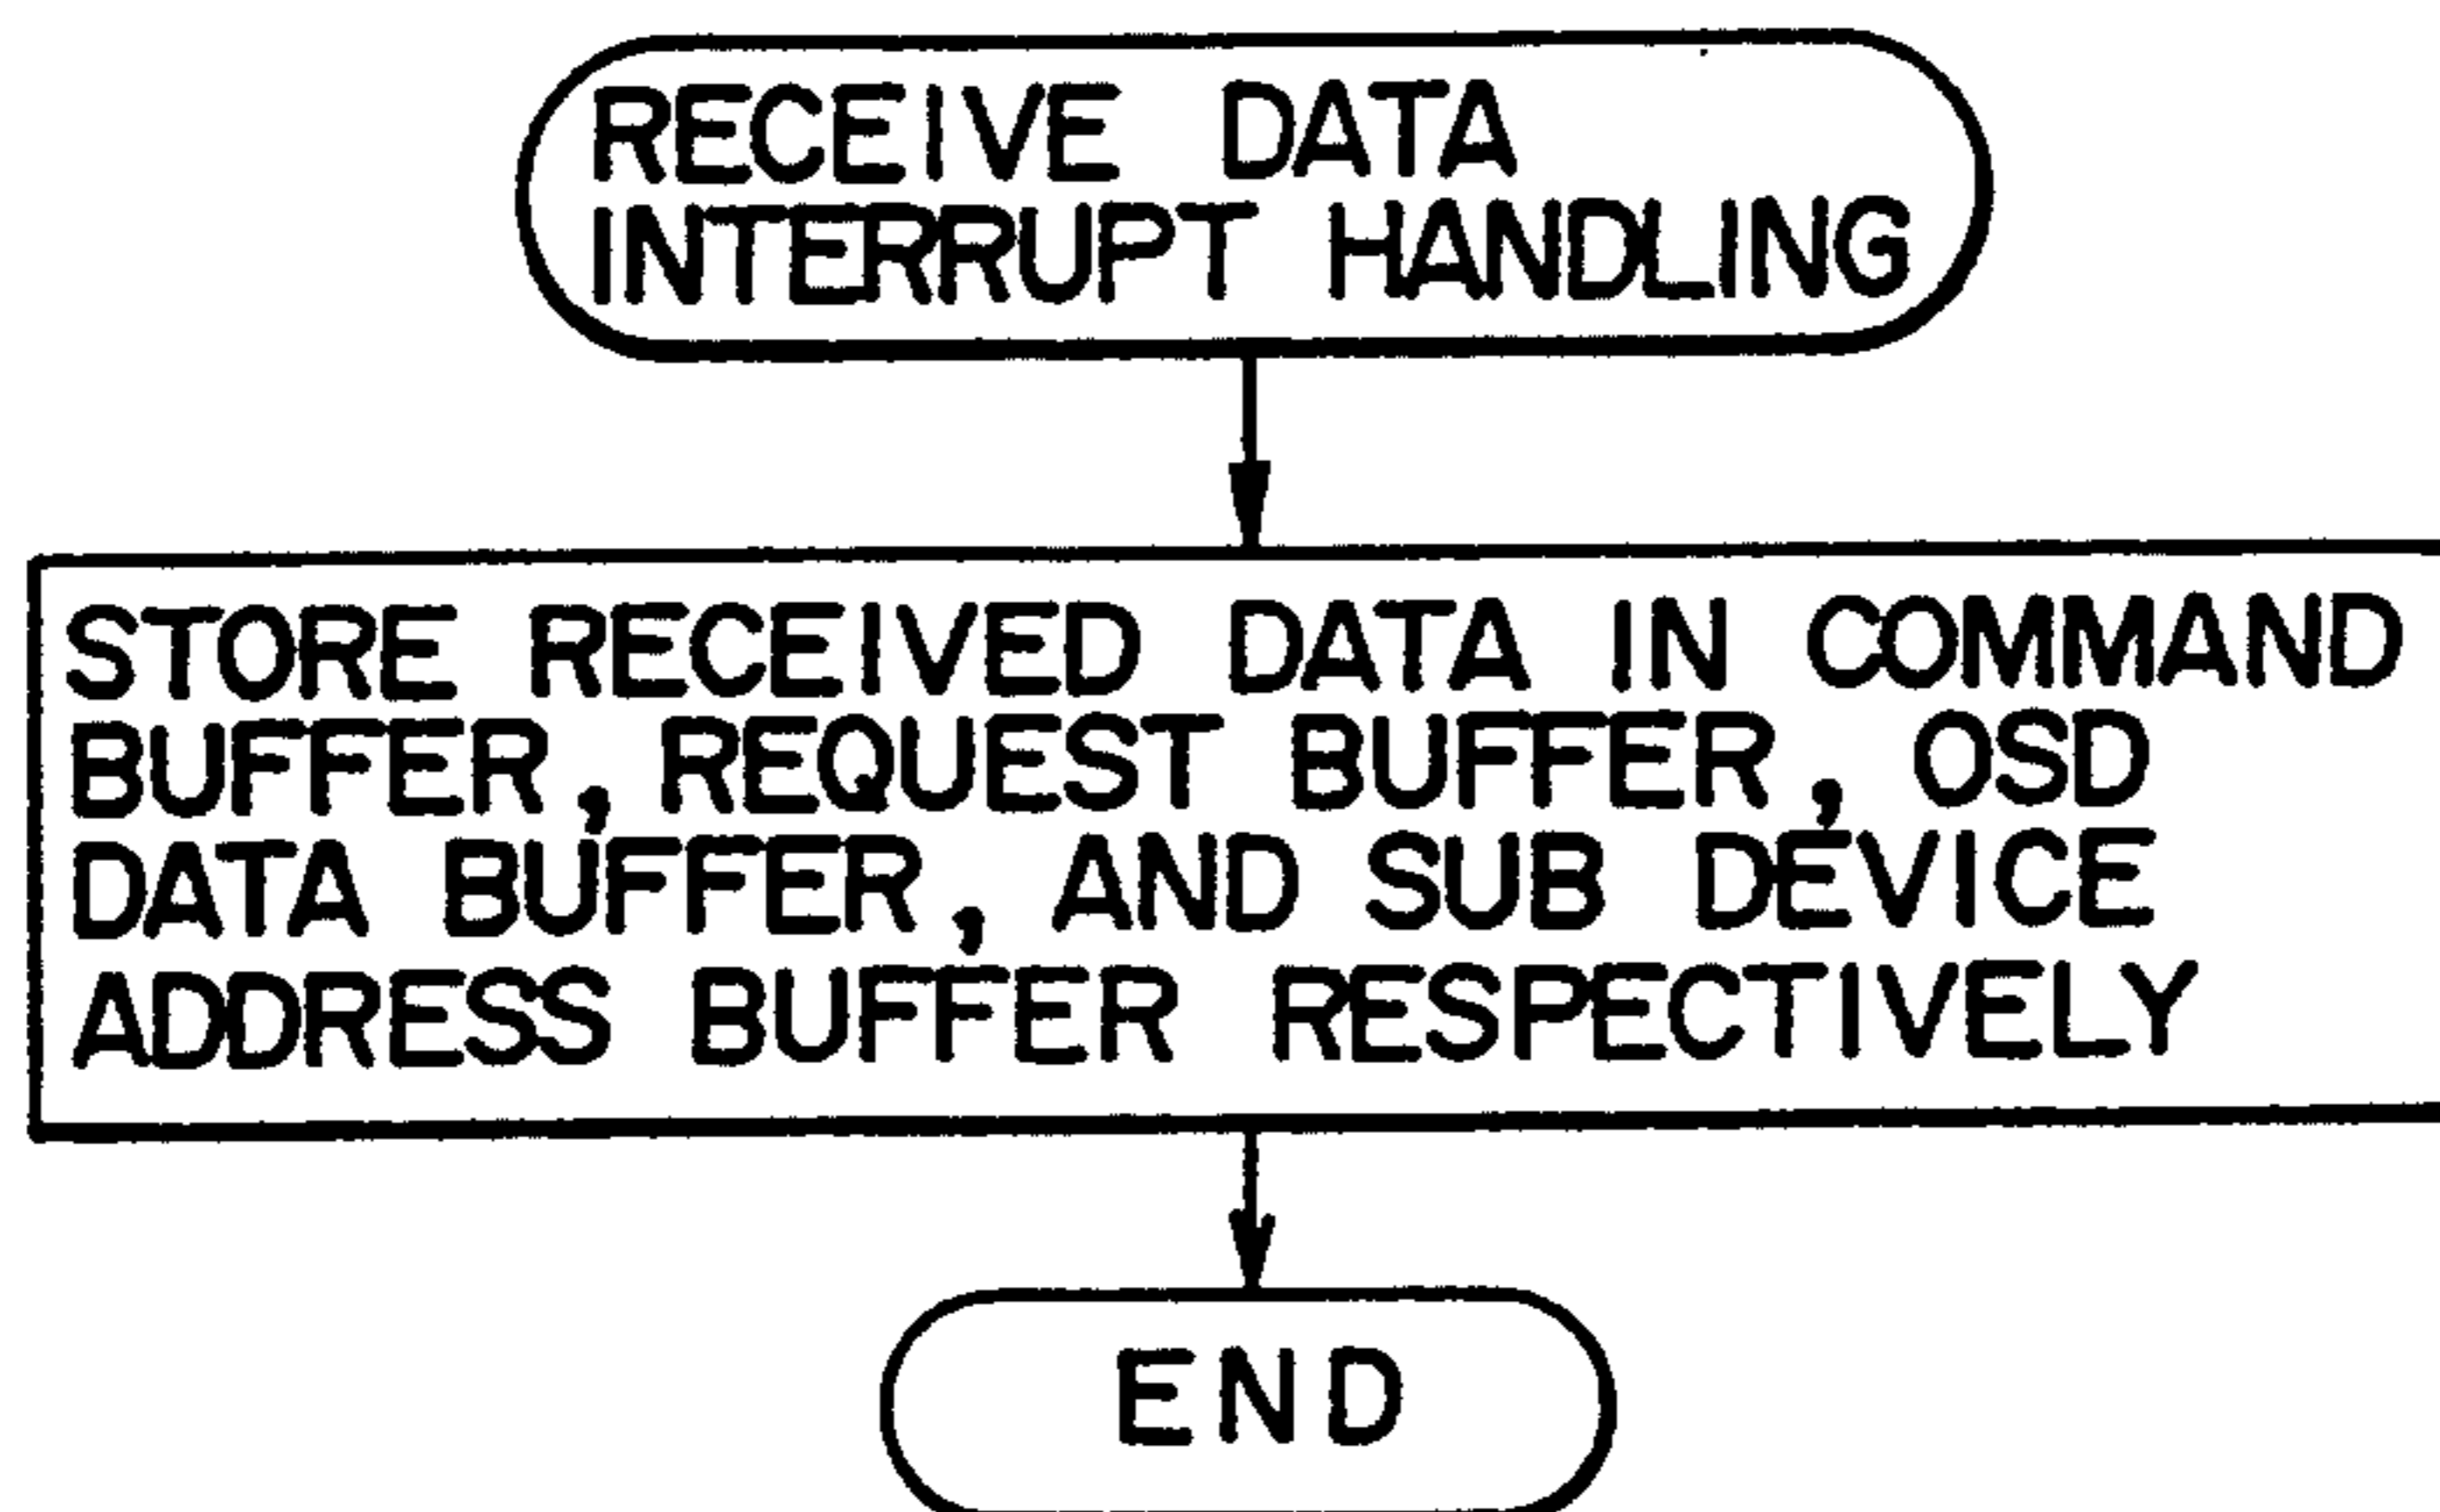 RECEIVE DATA
INTERRUPT HANDLING
STORE RECEIVED DATA IN COMMAND
BUFFER, REQUEST BUFFER, OSD
DATA BUFFER, AND SUB DEVICE
ADDRESS BUFFER RESPECTIVELY
END